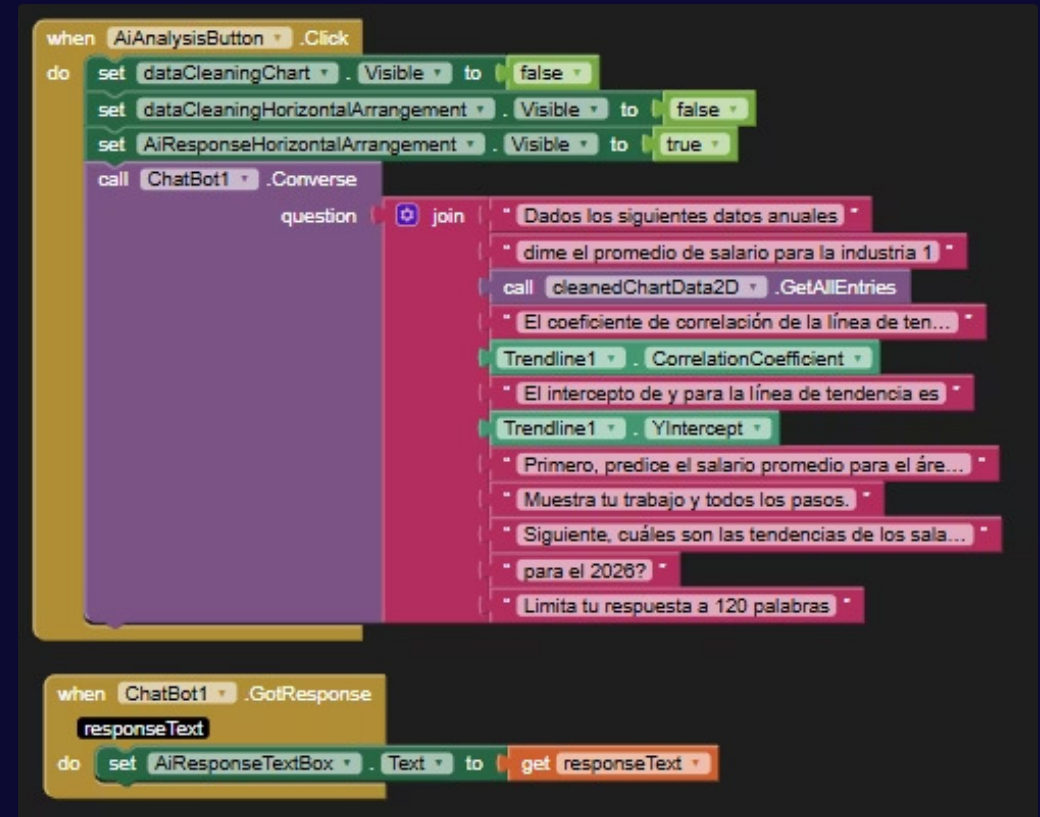 when AiAnalysisButton .Click
do set dataCleaningChart . Visible to false
set dataCleaningHorizontalArrangement . Visible to false
set AiResponseHorizontalArrangement . Visible to true
call ChatBot1 .Converse
question join " Dados los siguientes datos anuales "
" dime el promedio de salario para la industria 1 "
call cleanedChartData2D .GetAllEntries
" El coeficiente de correlación de la línea de ten... "
Trendline1 . CorrelationCoefficient
" El intercepto de y para la línea de tendencia es "
Trendline1 . YIntercept
" Primero, predice el salario promedio para el áre... "
" Muestra tu trabajo y todos los pasos. "
" Siguiente, cuáles son las tendencias de los sala... "
" para el 2026? "
" Limita tu respuesta a 120 palabras "
when ChatBot1 .GotResponse
responseText
do set AiResponseTextBox . Text to get responseText